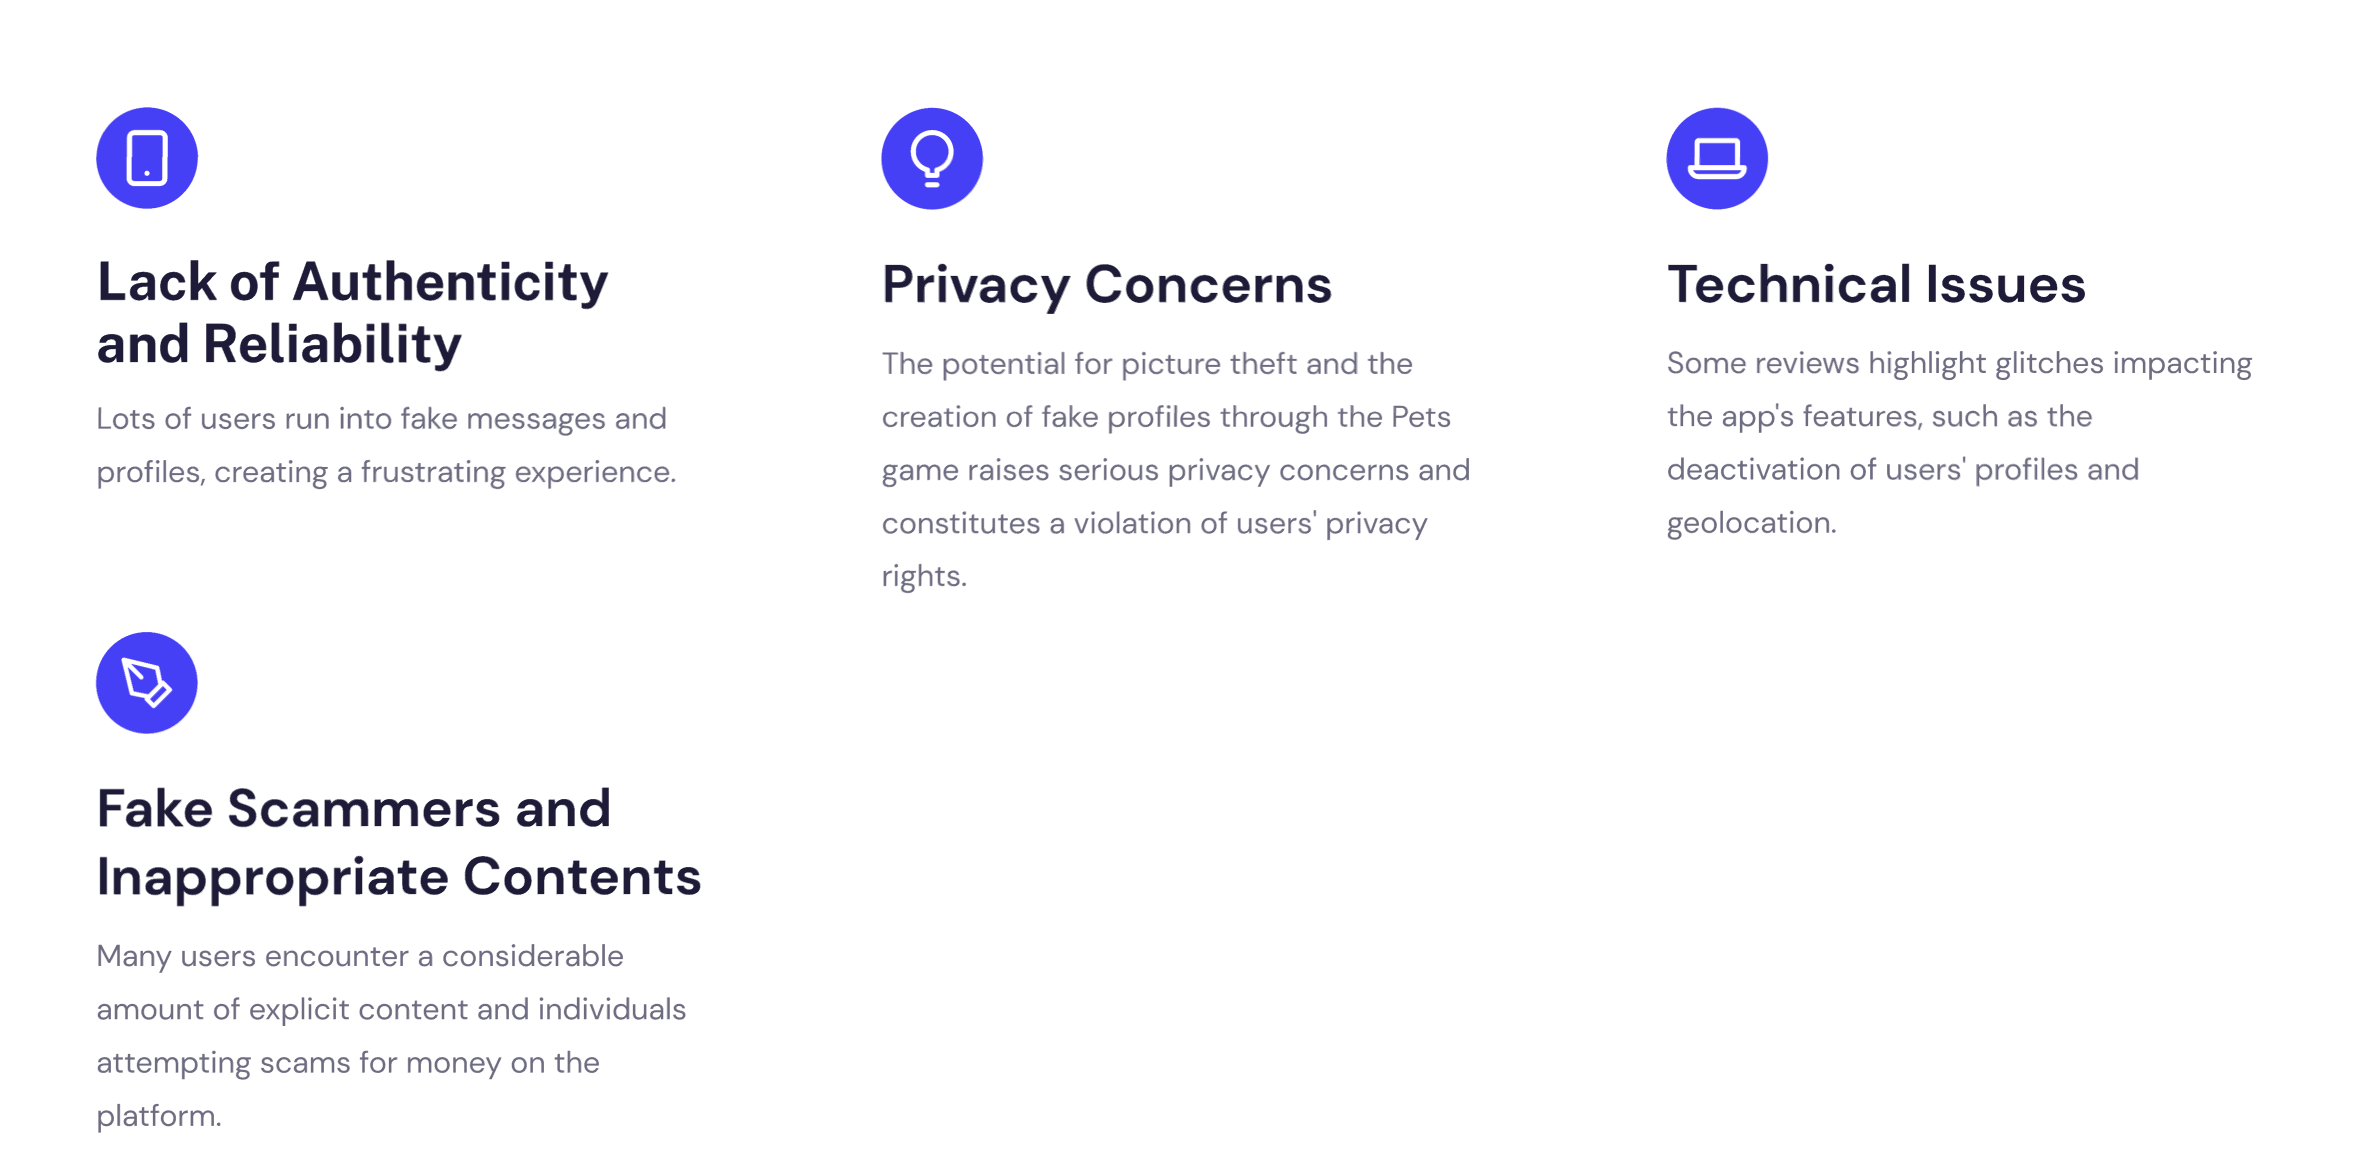 Lack of Authenticity
and Reliability
Lots of users run into fake messages and
profiles, creating a frustrating experience.
Privacy Concerns
The potential for picture theft and the
creation of fake profiles through the Pets
game raises serious privacy concerns and
constitutes a violation of users' privacy
rights.
Technical Issues
Some reviews highlight glitches impacting
the app's features, such as the
deactivation of users' profiles and
geolocation.
Fake Scammers and
Inappropriate Contents
Many users encounter a considerable
amount of explicit content and individuals
attempting scams for money on the
platform.